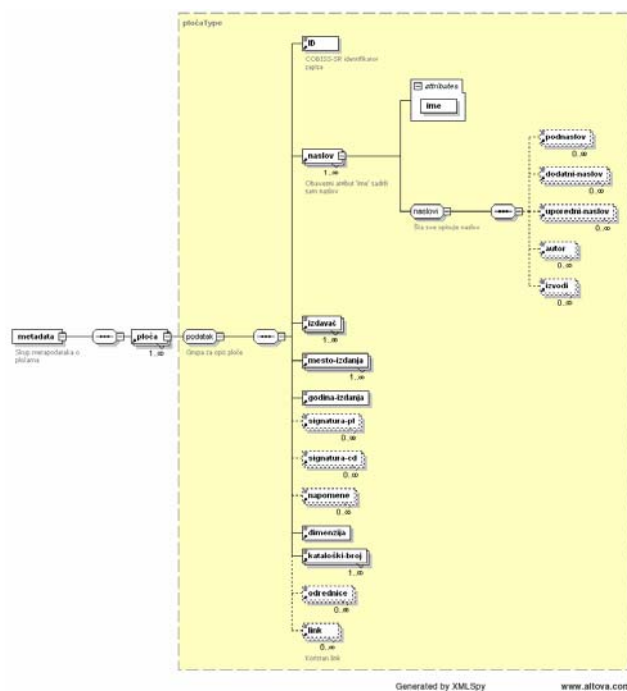 pločaType
ID
COBISS-SR identifikator
zapisa
attributes
ime
naslov
1..∞
Obavezni atribut 'ime' sadrži
sam naslov
naslovi
Šta sve opisuje naslov
podnaslov
0..∞
dodatni-naslov
0..∞
uporedni-naslov
0..∞
autor
0..∞
izvodi
0..∞
metadata
Skup metapodataka o
pločama
ploča
1..∞
podatak
Grupa za opis ploče
izdavač
1..∞
mesto-izdanja
1..∞
godina-izdanja
signatura-pl
0..∞
signatura-cd
0..∞
napomene
0..∞
dimenzija
kataloški-broj
1..∞
odrednice
0..∞
link
0..∞
Koristan link
Generated by XMLSpy
www.altova.com